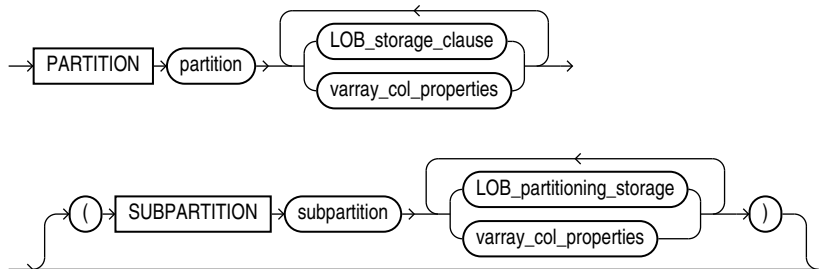 LOB_storage_clause
PARTITION partition
varray_col_properties
LOB_partitioning_storage
( SUBPARTITION subpartition )
varray_col_properties